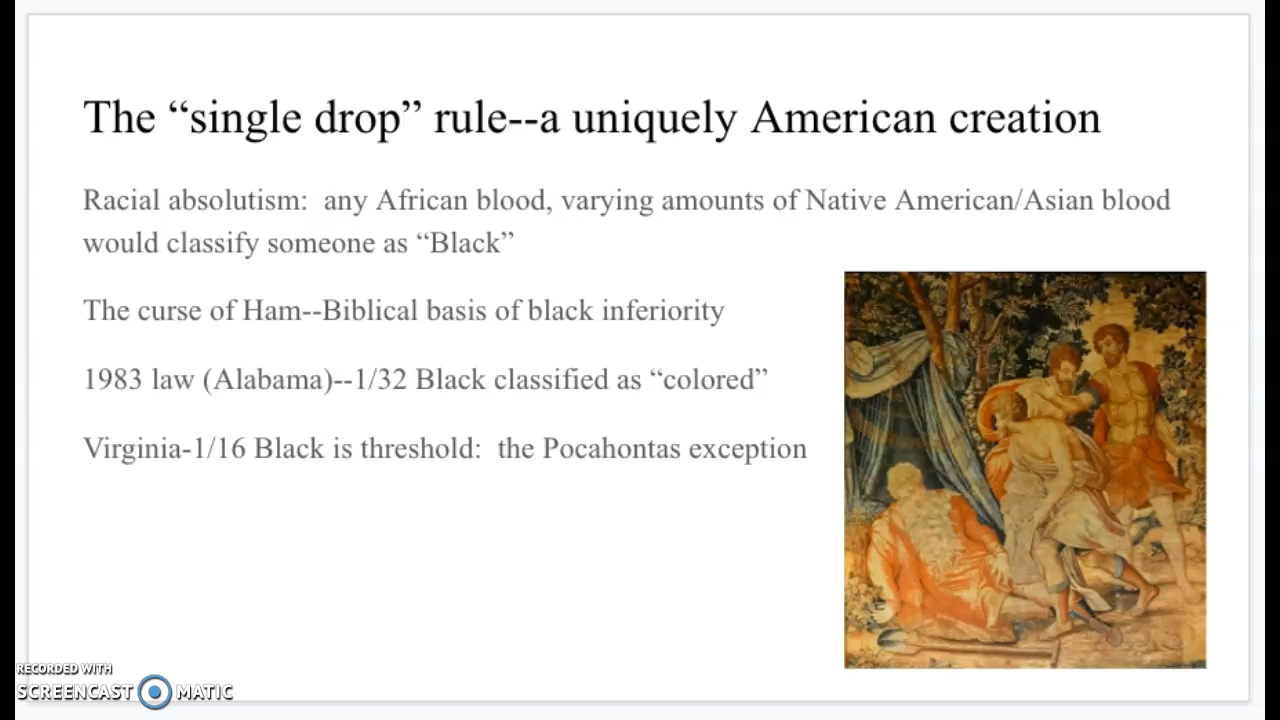 The “single drop” rule--a uniquely American creation
Racial absolutism:  any African blood, varying amounts of Native American/Asian blood
would classify someone as “Black”
The curse of Ham--Biblical basis of black inferiority
1983 law (Alabama)--1/32 Black classified as “colored”
Virginia-1/16 Black is threshold:  the Pocahontas exception
RECORDED WITH
SCREENCAST MATIC